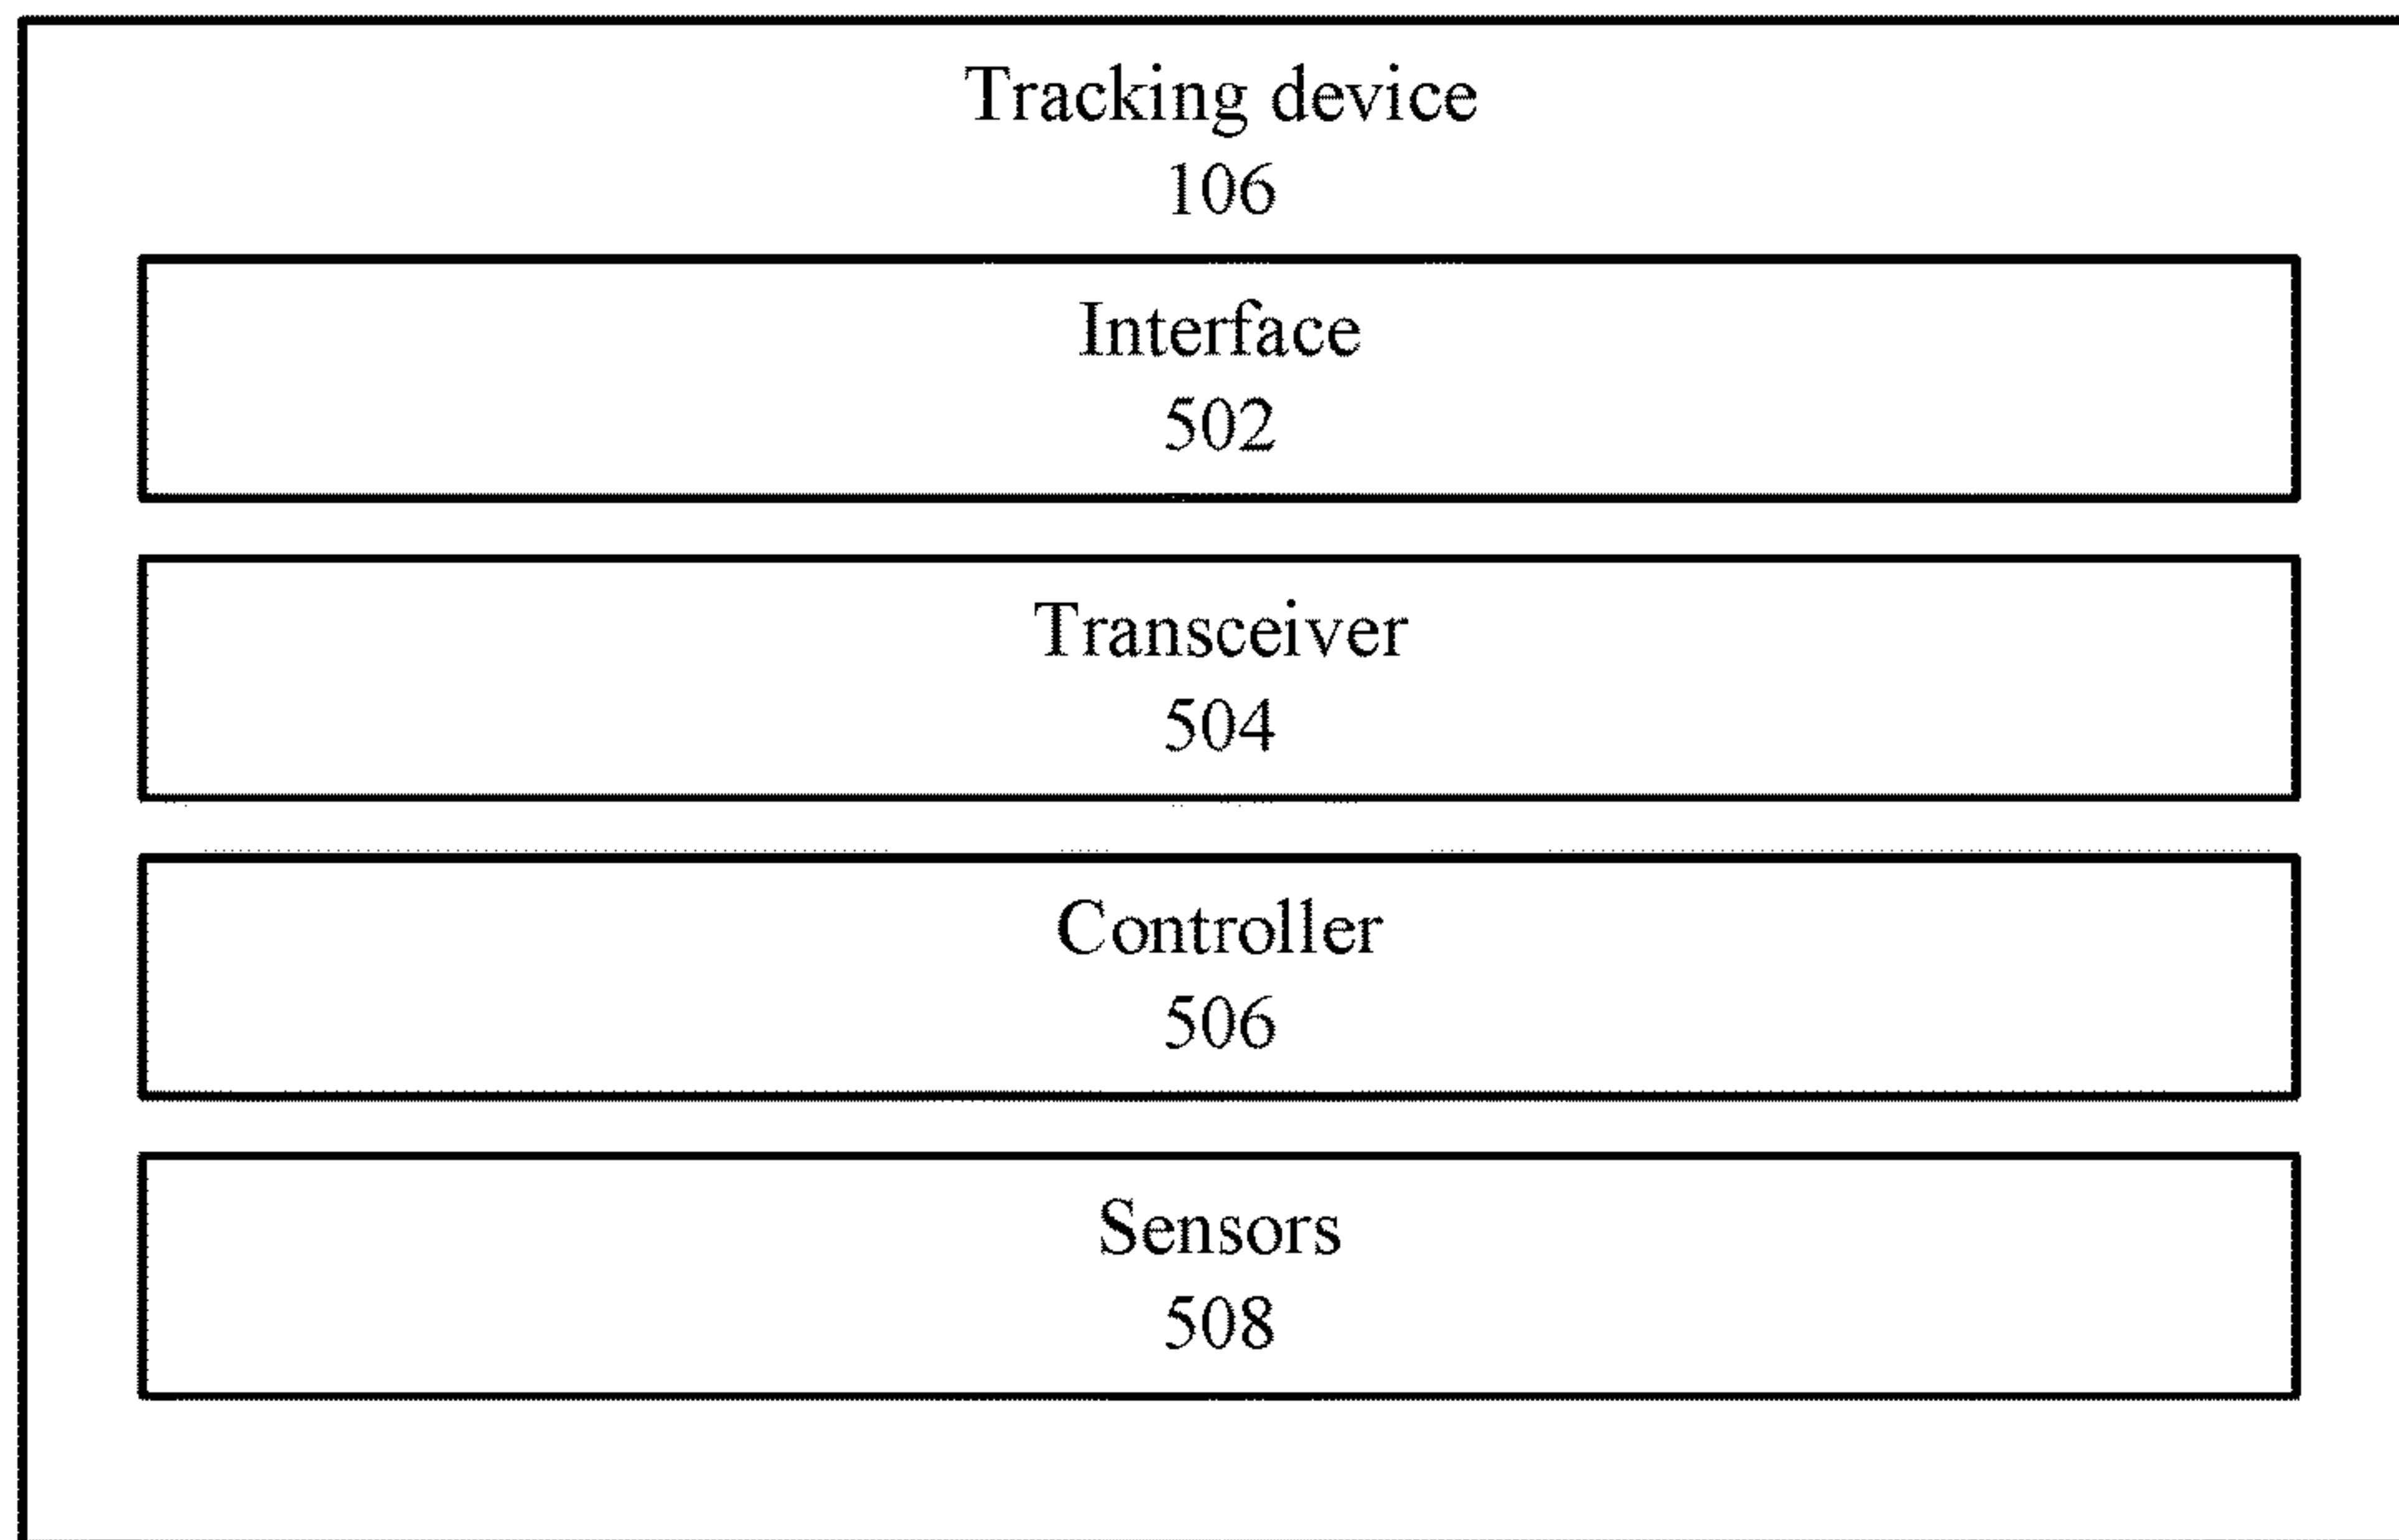 Tracking device
106
Interface
502
Transceiver
504
Controller
506
Sensors
508